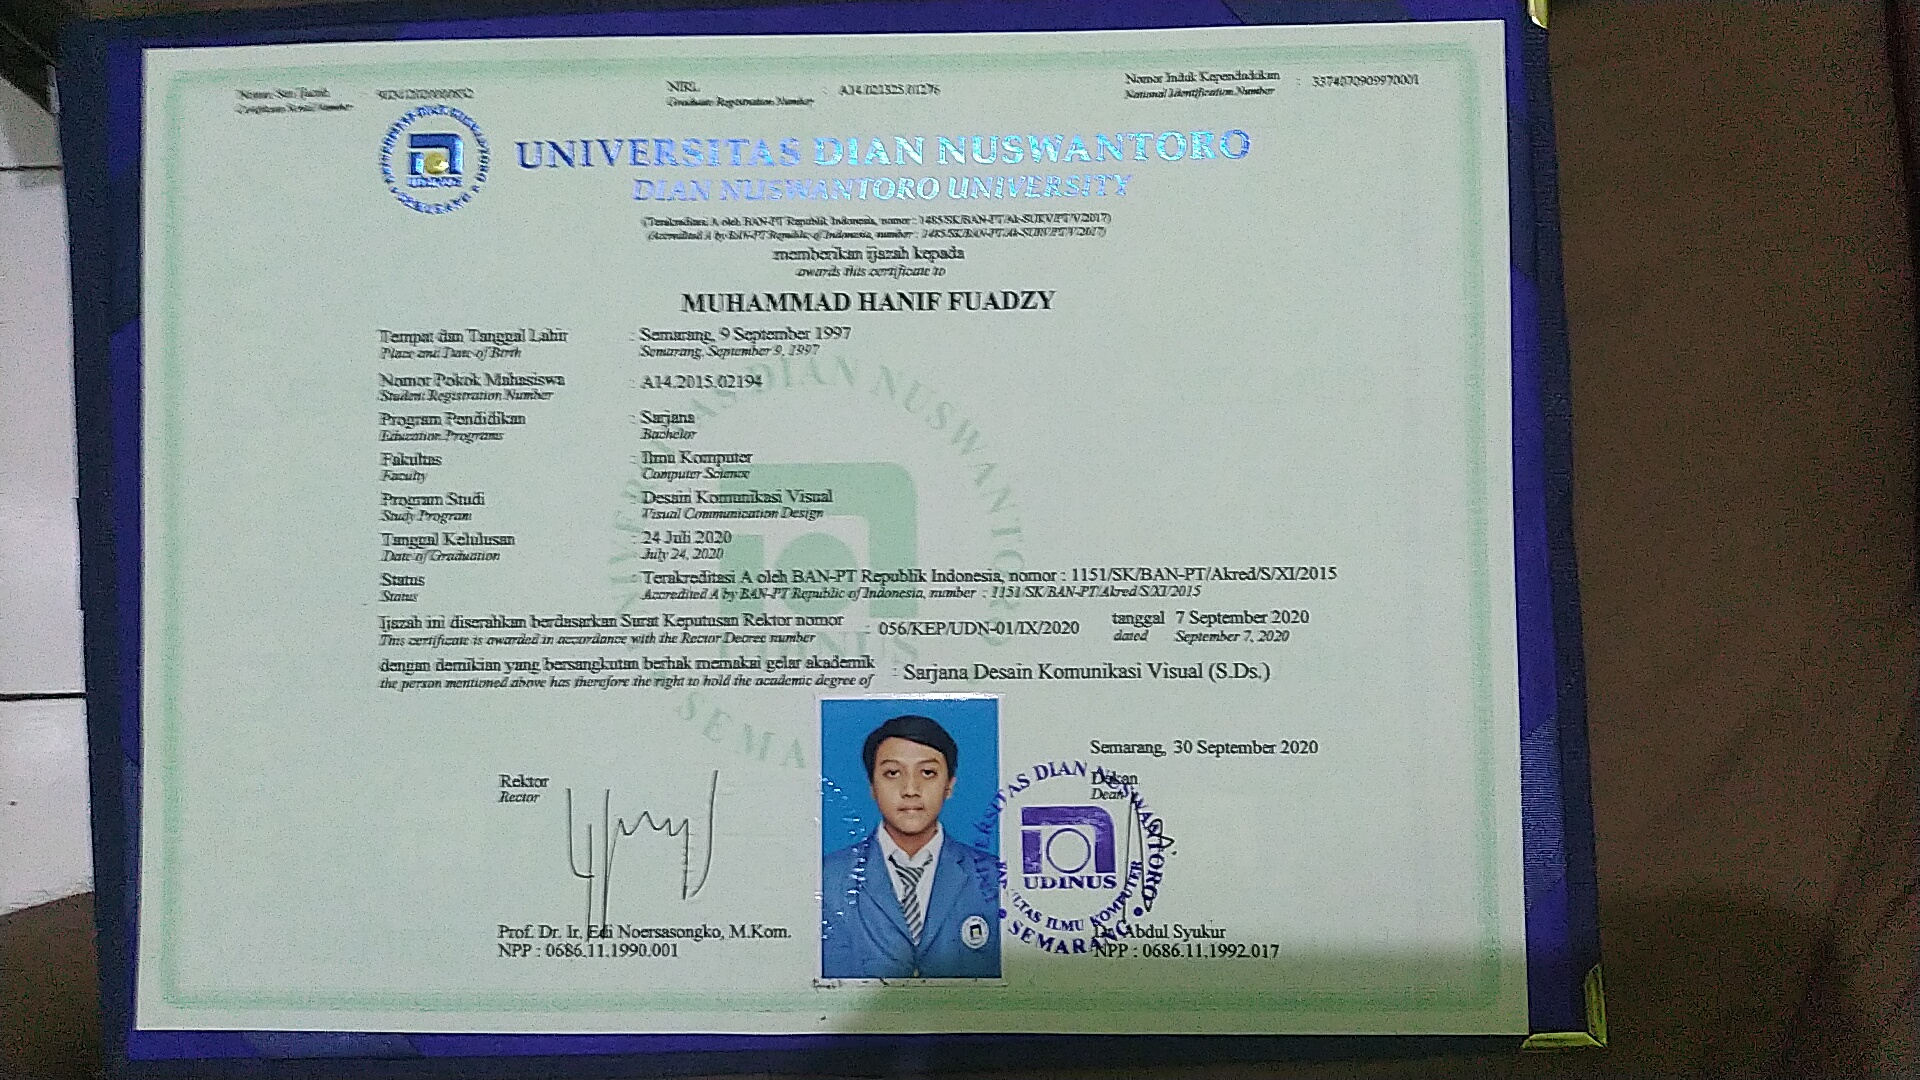 Nomor Seri Ijazah
Certificate Serial Number
NIRL
Graduate Registration Number
Nomor Induk Kependudukan : 3374070909970001
National Identification Number
UNIVERSITAS DIAN NUSWANTORO
DIAN NUSWANTORO UNIVERSITY
memberikan ijazah kepada
awards this certificate to
MUHAMMAD HANIF FUADZY
Tempat dan Tanggal Lahir : Semarang, 9 September 1997
Place and Date of Birth Semarang, September 9, 1997
Nomor Pokok Mahasiswa : A14.2015.02194
Student Registration Number
Program Pendidikan : Sarjana
Education Programs Bachelor
Fakultas : Ilmu Komputer
Faculty Computer Science
Program Studi : Desain Komunikasi Visual
Study Program Visual Communication Design
Tanggal Kelulusan : 24 Juli 2020
Date of Graduation July 24, 2020
Status : Terakreditasi A oleh BAN-PT Republik Indonesia, nomor : 1151/SK/BAN-PT/Akred/S/XI/2015
Status Accredited A by BAN-PT Republic of Indonesia, number : 1151/SK/BAN-PT/Akred/S/XI/2015
Ijazah ini diserahkan berdasarkan Surat Keputusan Rektor nomor : 056/KEP/UDN-01/IX/2020 tanggal 7 September 2020
This certificate is awarded in accordance with the Rector Decree number dated September 7, 2020
dengan demikian yang bersangkutan berhak memakai gelar akademik : Sarjana Desain Komunikasi Visual (S.Ds.)
the person mentioned above has therefore the right to hold the academic degree of
Semarang, 30 September 2020
Rektor
Rector
Dekan
Dean
Prof. Dr. Ir. Edi Noersasongko, M.Kom.
NPP : 0686.11.1990.001
Abdul Syukur
NPP : 0686.11.1992.017
UNIVERSITAS DIAN NUSWANTORO
FAKULTAS ILMU KOMPUTER
UDINUS
SEMARANG